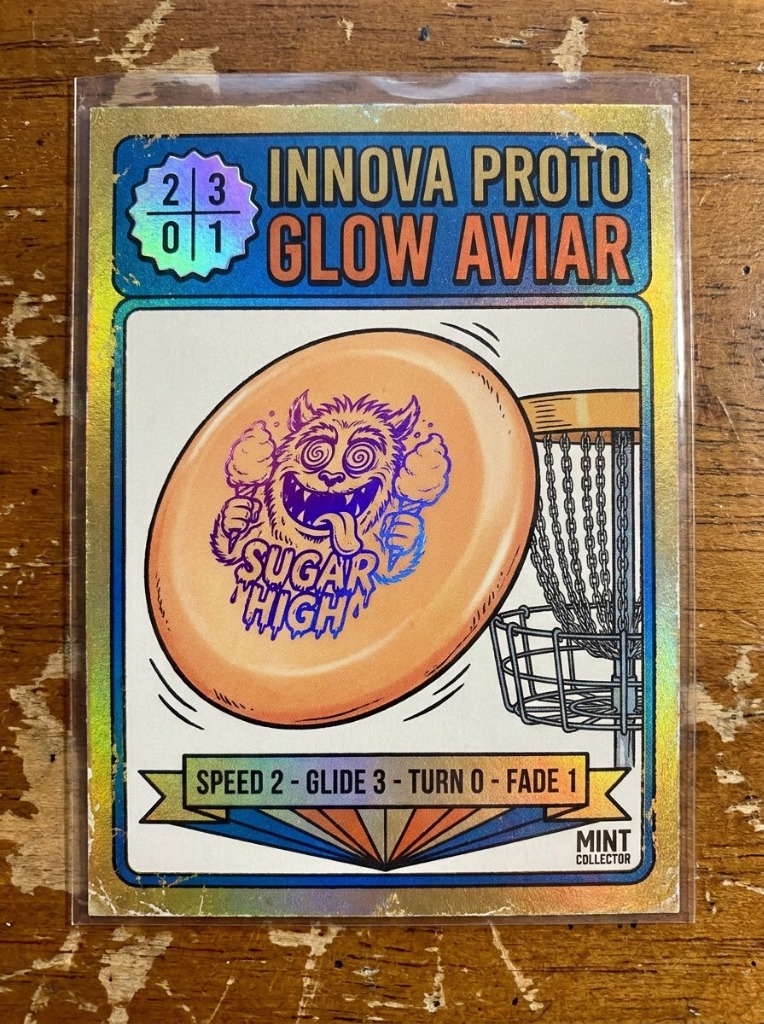 2 3
0 1
INNOVA PROTO
GLOW AVIAR
SUGAR
HIGH
SPEED 2 - GLIDE 3 - TURN 0 - FADE 1
MINT
COLLECTOR